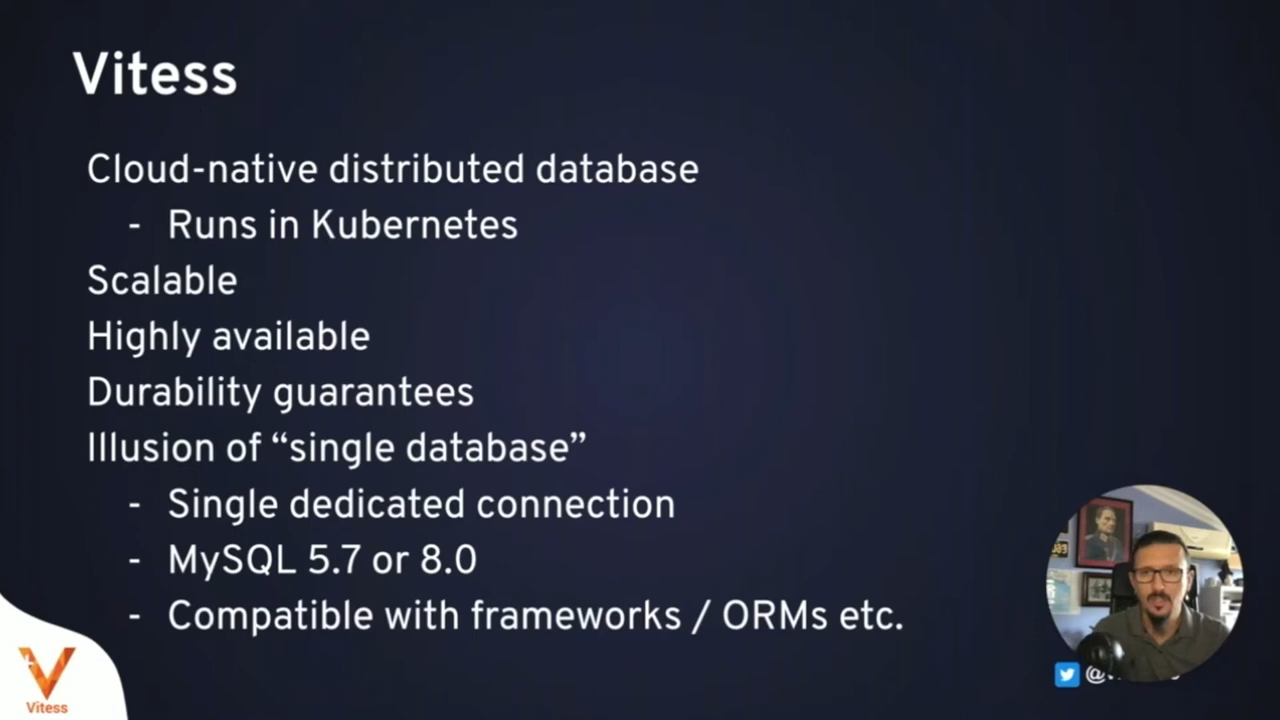 Vitess
Cloud-native distributed database
- Runs in Kubernetes
Scalable
Highly available
Durability guarantees
Illusion of “single database”
- Single dedicated connection
- MySQL 5.7 or 8.0
- Compatible with frameworks / ORMs etc.
Vitess